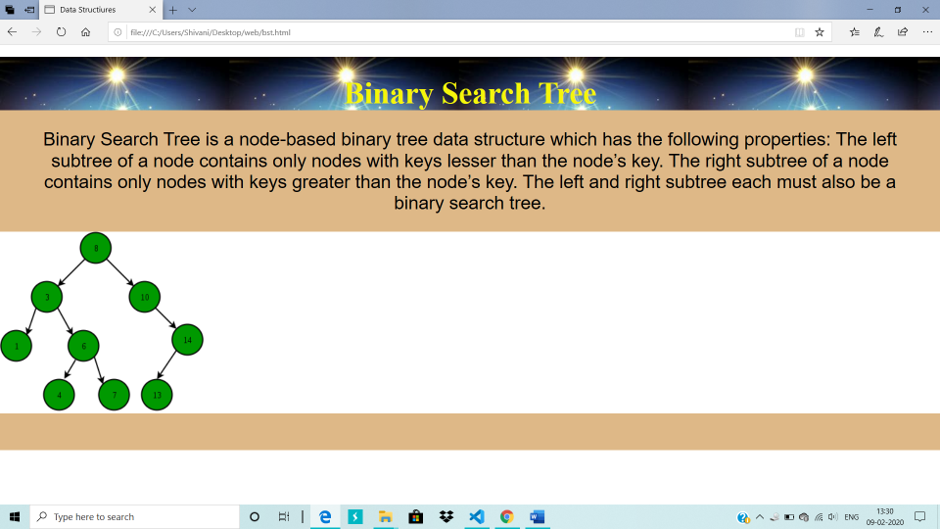 Data Structiures
file:///C:/Users/Shivani/Desktop/web/bst.html
Binary Search Tree
Binary Search Tree is a node-based binary tree data structure which has the following properties: The left
subtree of a node contains only nodes with keys lesser than the node’s key. The right subtree of a node
contains only nodes with keys greater than the node’s key. The left and right subtree each must also be a
binary search tree.
8
3 10
1 6 14
4 7 13
Type here to search
ENG
13:30
09-02-2020